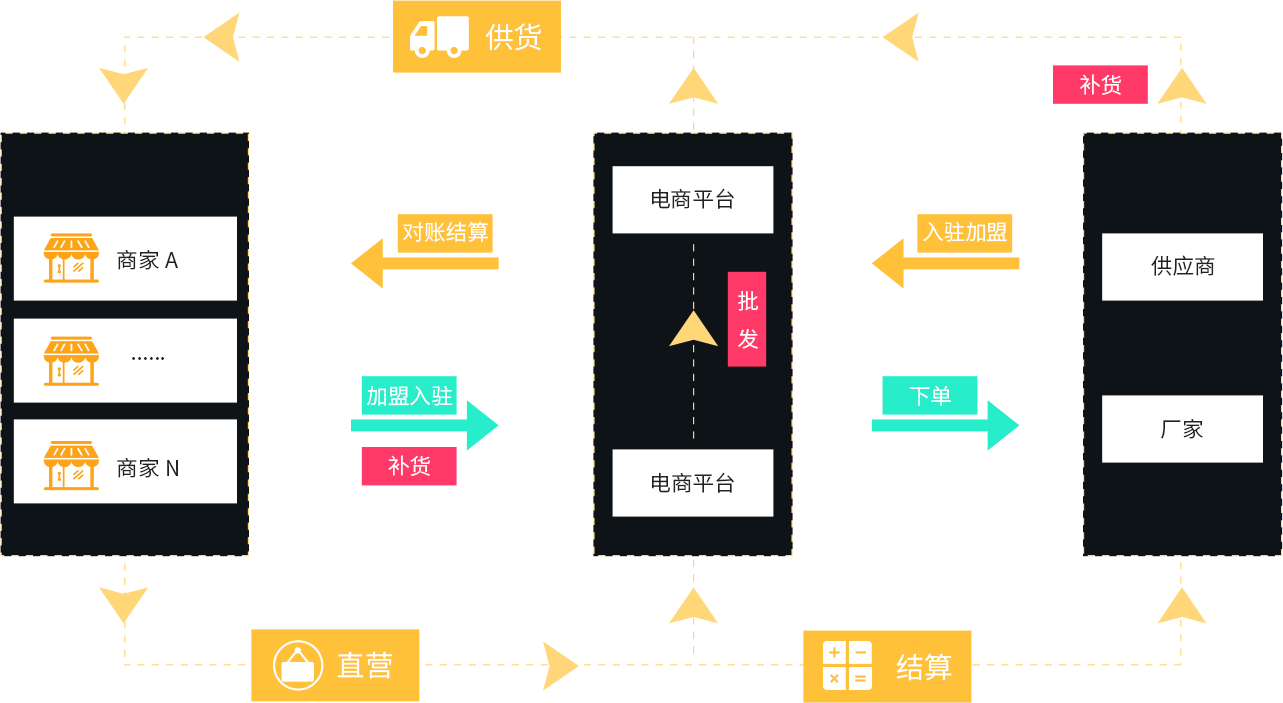 供货
补货
电商平台
对账结算
入驻加盟
商家 A
供应商
批
发
······
加盟入驻
下单
厂家
补货
商家 N
电商平台
直营
结算